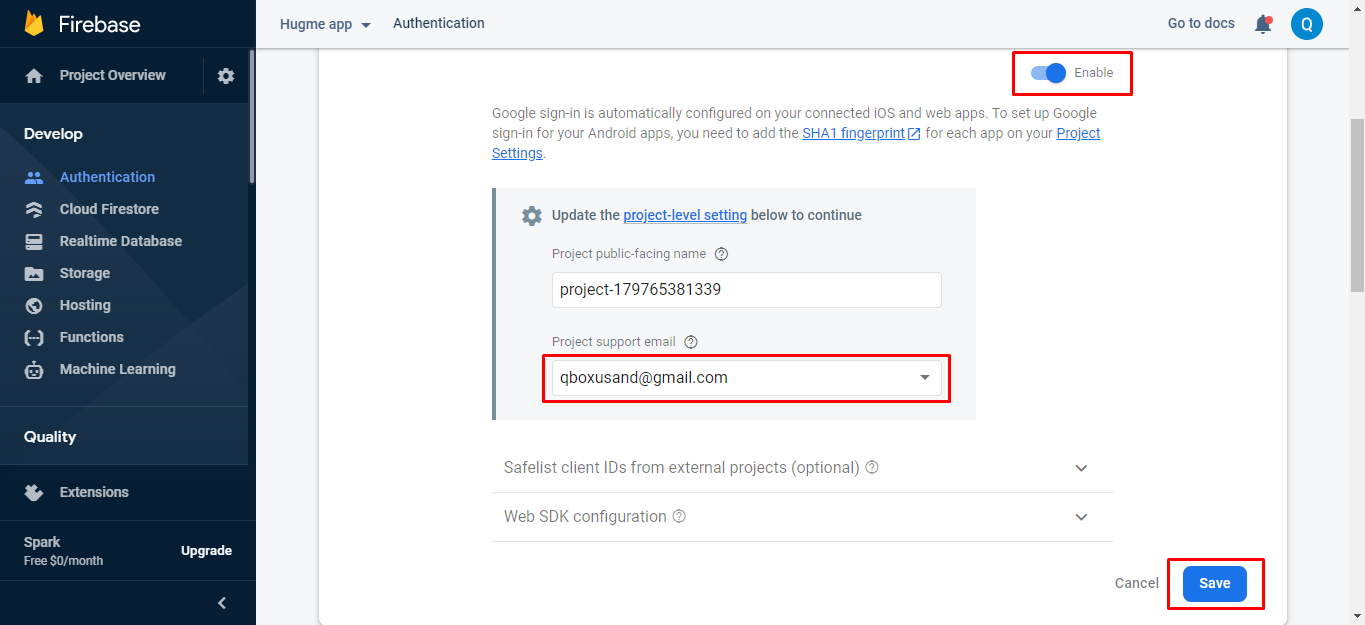 Firebase
Hugme app
Authentication
Go to docs
Q
Project Overview
Develop
Authentication
Cloud Firestore
Realtime Database
Storage
Hosting
Functions
Machine Learning
Quality
Extensions
Spark
Free $0/month
Upgrade
Enable
Google sign-in is automatically configured on your connected iOS and web apps. To set up Google
sign-in for your Android apps, you need to add the SHA1 fingerprint for each app on your Project
Settings.
Update the project-level setting below to continue
Project public-facing name
project-179765381339
Project support email
qboxusand@gmail.com
Safelist client IDs from external projects (optional)
Web SDK configuration
Cancel
Save